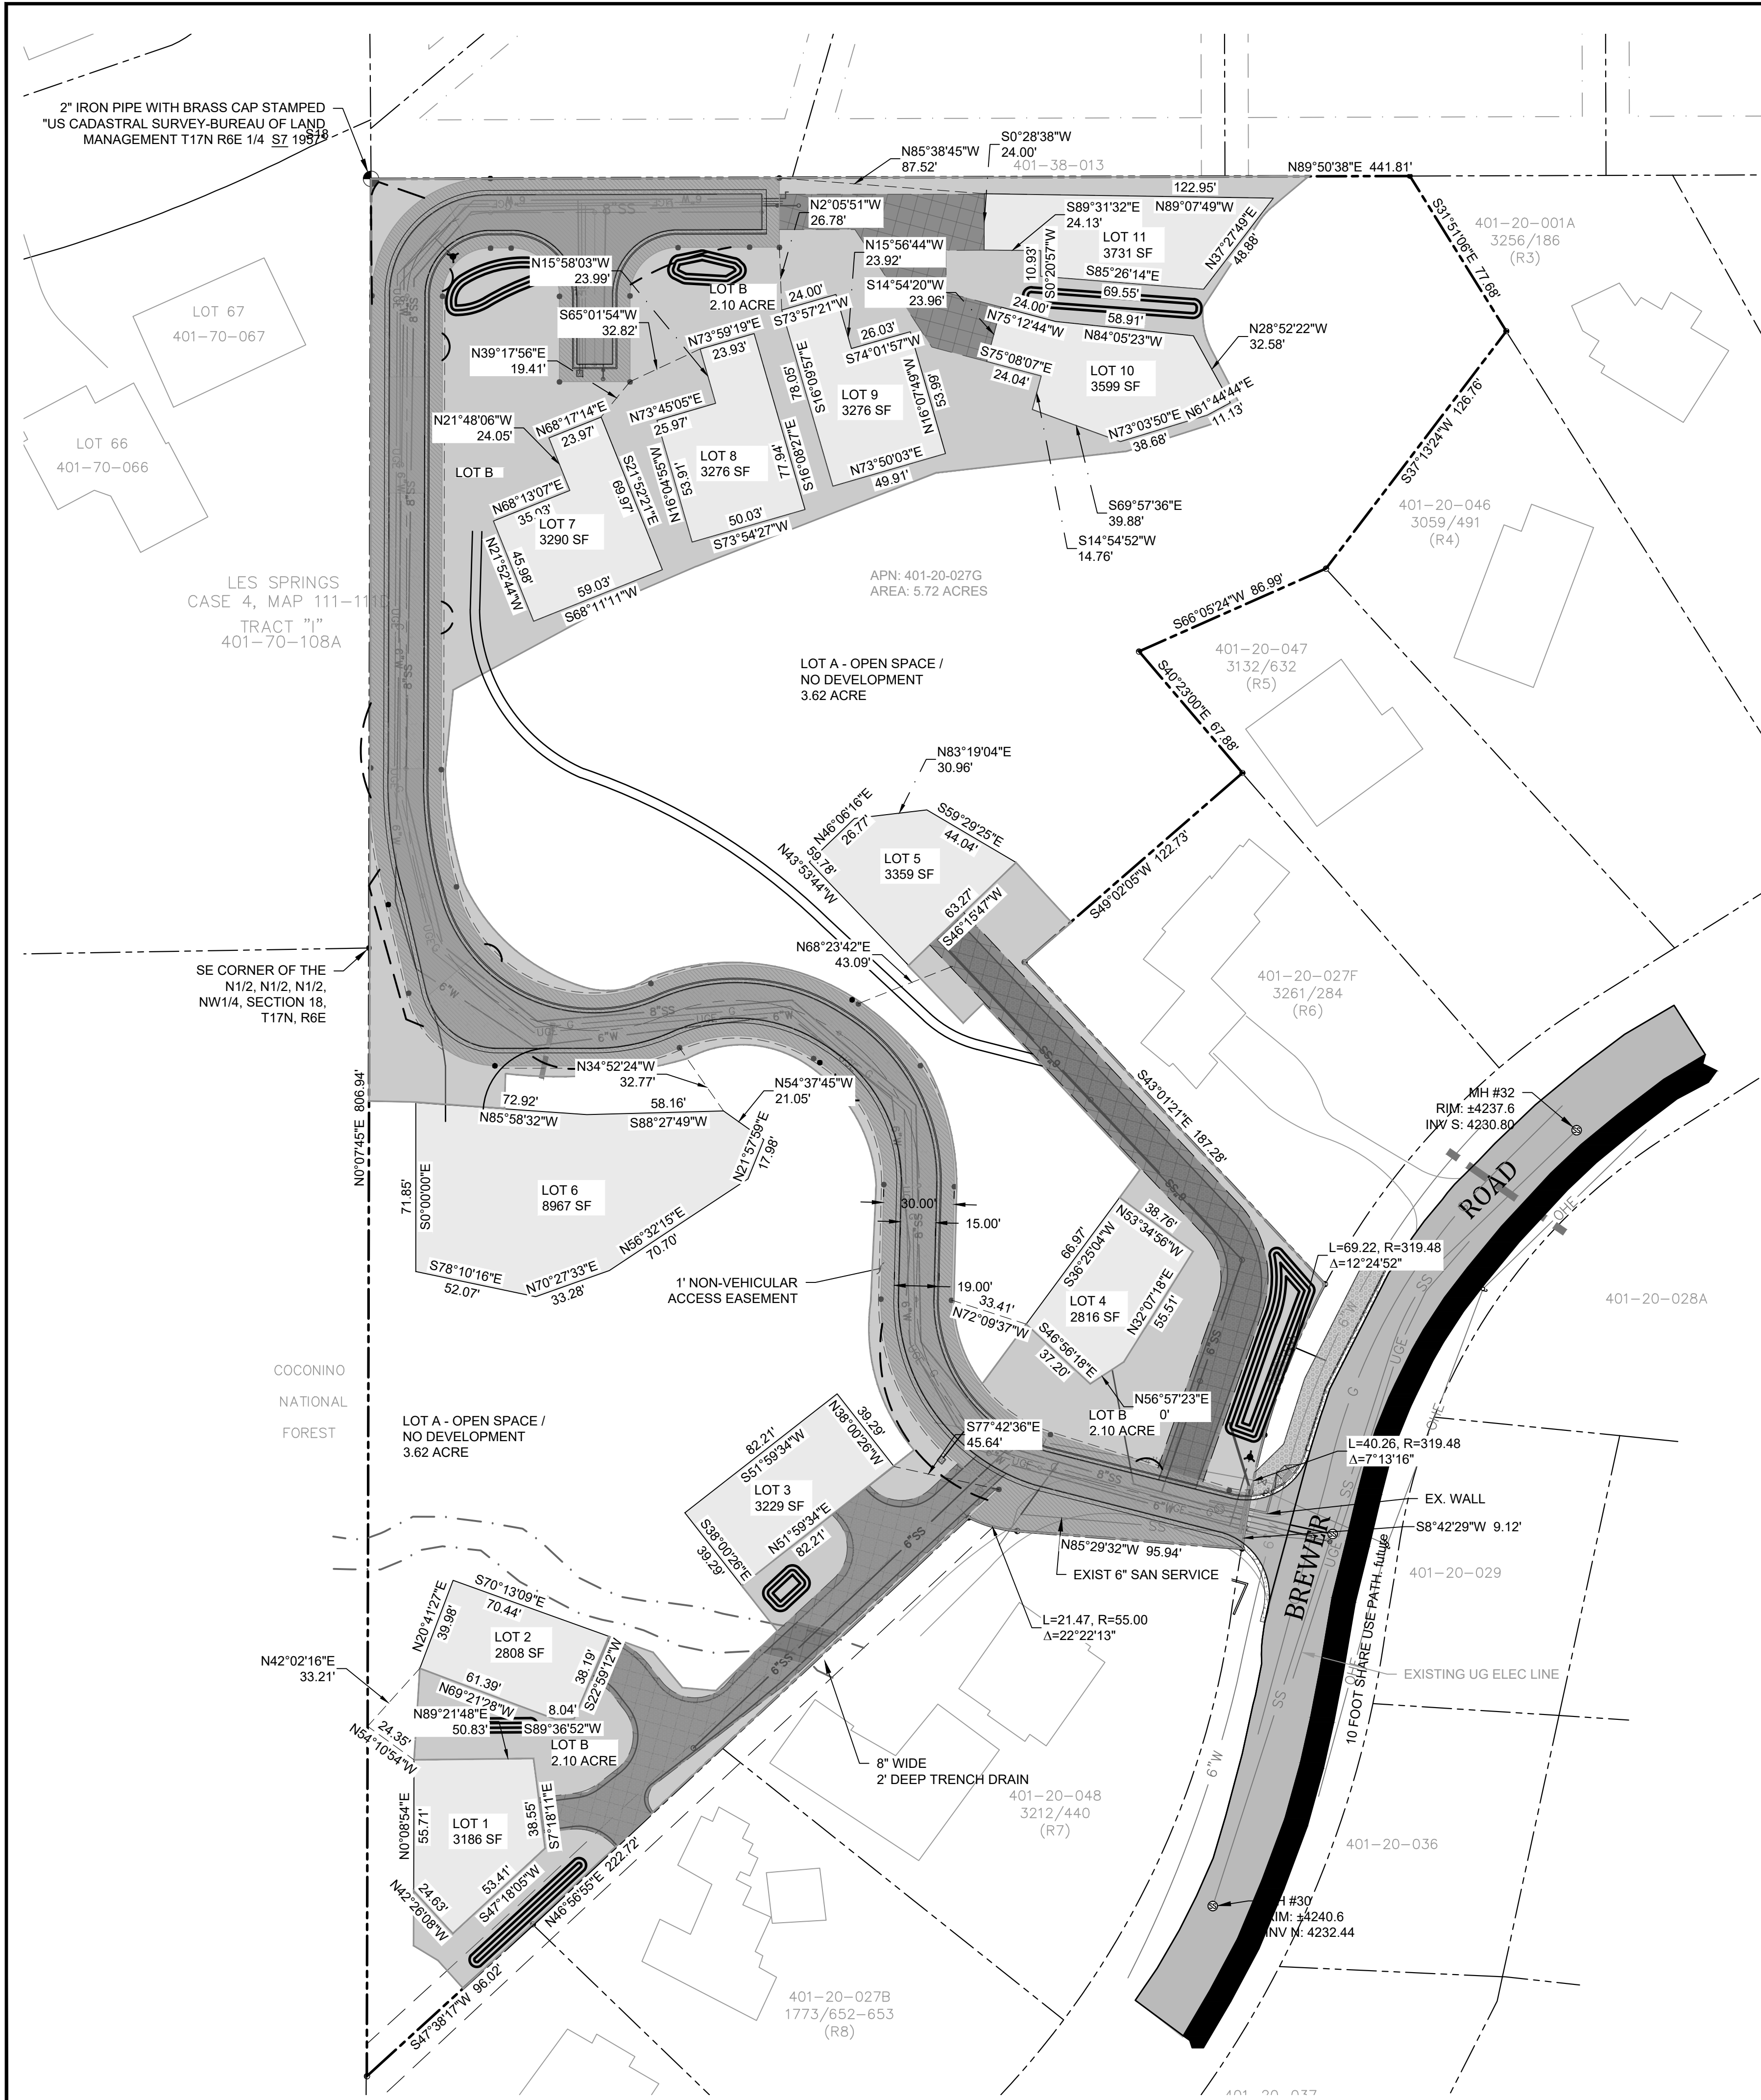 2" IRON PIPE WITH BRASS CAP STAMPED
"US CADASTRAL SURVEY-BUREAU OF LAND
MANAGEMENT T17N R6E 1/4 S7 1957"
S18
N85°38'45"W
87.52'
S0°28'38"W
24.00'
401-38-013
N89°50'38"E 441.81'
S31°51'06"E 77.68'
401-20-001A
3256/186
(R3)
122.95'
N89°07'49"W
N2°05'51"W
26.78'
S89°31'32"E
24.13'
LOT 11
3731 SF
N37°27'49"E
48.88'
N15°56'44"W
23.92'
10.93'
S0°20'57"W
S85°26'14"E
69.55'
LOT 67
401-70-067
N15°58'03"W
23.99'
LOT B
2.10 ACRE
S14°54'20"W
23.96'
24.00'
S73°57'21"W
24.00'
N75°12'44"W
58.91'
N84°05'23"W
N28°52'22"W
32.58'
S65°01'54"W
32.82'
N73°59'19"E
23.93'
26.03'
S74°01'57"W
S75°08'07"E
24.04'
LOT 10
3599 SF
S37°13'24"W 126.76'
N39°17'56"E
19.41'
78.05'
S16°09'57"E
LOT 9
3276 SF
N16°07'49"W
53.99'
N61°44'44"E
11.13'
N73°03'50"E
38.68'
N21°48'06"W
24.05'
N68°17'14"E
23.97'
N73°45'05"E
25.97'
LOT 66
401-70-066
LOT B
LOT 8
3276 SF
53.91'
N16°04'55"W
77.94'
S16°08'27"E
N73°50'03"E
49.91'
N68°13'07"E
35.03'
LOT 7
3290 SF
S21°52'21"E
69.97'
50.03'
S73°54'27"W
S69°57'36"E
39.88'
401-20-046
3059/491
(R4)
S14°54'52"W
14.76'
45.98'
N21°52'44"W
59.03'
S68°11'11"W
APN: 401-20-027G
AREA: 5.72 ACRES
LES SPRINGS
CASE 4, MAP 111-111E
TRACT "I"
401-70-108A
S66°05'24"W 86.99'
401-20-047
3132/632
(R5)
LOT A - OPEN SPACE /
NO DEVELOPMENT
3.62 ACRE
S40°23'00"E 67.88'
N83°19'04"E
30.96'
N46°06'16"E
26.77'
S59°29'25"E
44.04'
59.78'
N43°53'44"W
LOT 5
3359 SF
S49°02'05"W 122.73'
63.27'
S46°15'47"W
N68°23'42"E
43.09'
SE CORNER OF THE
N1/2, N1/2, N1/2,
NW1/4, SECTION 18,
T17N, R6E
401-20-027F
3261/284
(R6)
8"SS
UGE G
6"W
N34°52'24"W
32.77'
N54°37'45"W
21.05'
S43°01'21"E 187.28'
MH #32
RIM: ±4237.6
INV S: 4230.80
N0°07'45"E 806.94'
72.92'
N85°58'32"W
58.16'
S88°27'49"W
N21°57'59"E
17.98'
71.85'
S0°00'00"E
LOT 6
8967 SF
ROAD
30.00'
15.00'
38.76'
N53°34'56"W
66.97'
S36°25'04"W
N56°32'15"E
70.70'
S78°10'16"E
52.07'
N70°27'33"E
33.28'
1' NON-VEHICULAR
ACCESS EASEMENT
19.00'
33.41'
N72°09'37"W
LOT 4
2816 SF
N32°07'18"E
55.51'
L=69.22, R=319.48
Δ=12°24'52"
401-20-028A
S46°56'18"E
37.20'
COCONINO
NATIONAL
FOREST
LOT A - OPEN SPACE /
NO DEVELOPMENT
3.62 ACRE
82.21'
S51°59'34"W
39.29'
N38°00'26"W
N56°57'23"E
0'
LOT B
2.10 ACRE
S77°42'36"E
45.64'
L=40.26, R=319.48
Δ=7°13'16"
LOT 3
3229 SF
EX. WALL
S8°42'29"W 9.12'
S38°00'26"E
39.29'
N51°59'34"E
82.21'
BREWER
N85°29'32"W 95.94'
EXIST 6" SAN SERVICE
401-20-029
10 FOOT SHARE USE PATH, future
S70°13'09"E
70.44'
N20°41'27"E
39.98'
LOT 2
2808 SF
L=21.47, R=55.00
Δ=22°22'13"
N42°02'16"E
33.21'
61.39'
N69°21'28"W
38.19'
S22°59'12"W
EXISTING UG ELEC LINE
N89°21'48"E
50.83'
8.04'
S89°36'52"W
24.35'
N54°10'54"W
LOT B
2.10 ACRE
8" WIDE
2' DEEP TRENCH DRAIN
401-20-048
3212/440
(R7)
N0°08'54"E
55.71'
LOT 1
3186 SF
38.55'
S7°18'11"E
401-20-036
53.41'
S47°18'05"W
24.63'
N42°26'08"W
N46°56'55"E 222.72'
H #30
IM: ±4240.6
INV N: 4232.44
S47°38'17"W 96.02'
401-20-027B
1773/652-653
(R8)
401-20-037